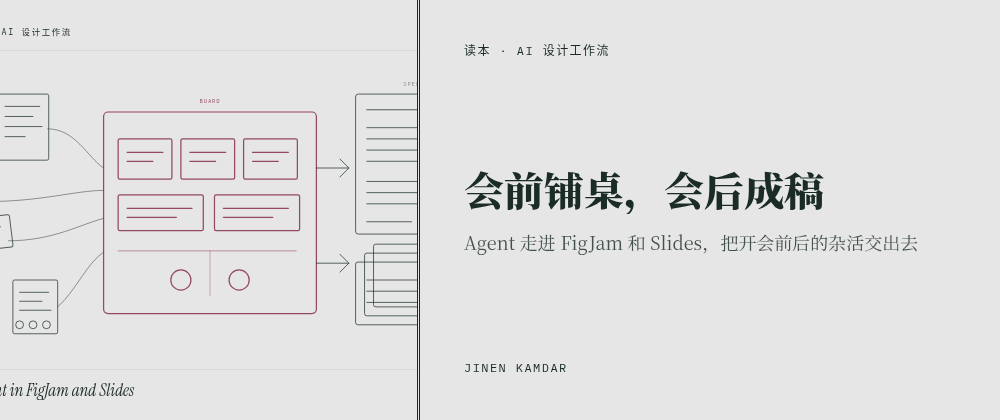 AI 设计工作流
BOARD
SPE
t in FigJam and Slides
读本 · AI 设计工作流
会前铺桌，会后成稿
Agent 走进 FigJam 和 Slides，把开会前后的杂活交出去
JINEN KAMDAR